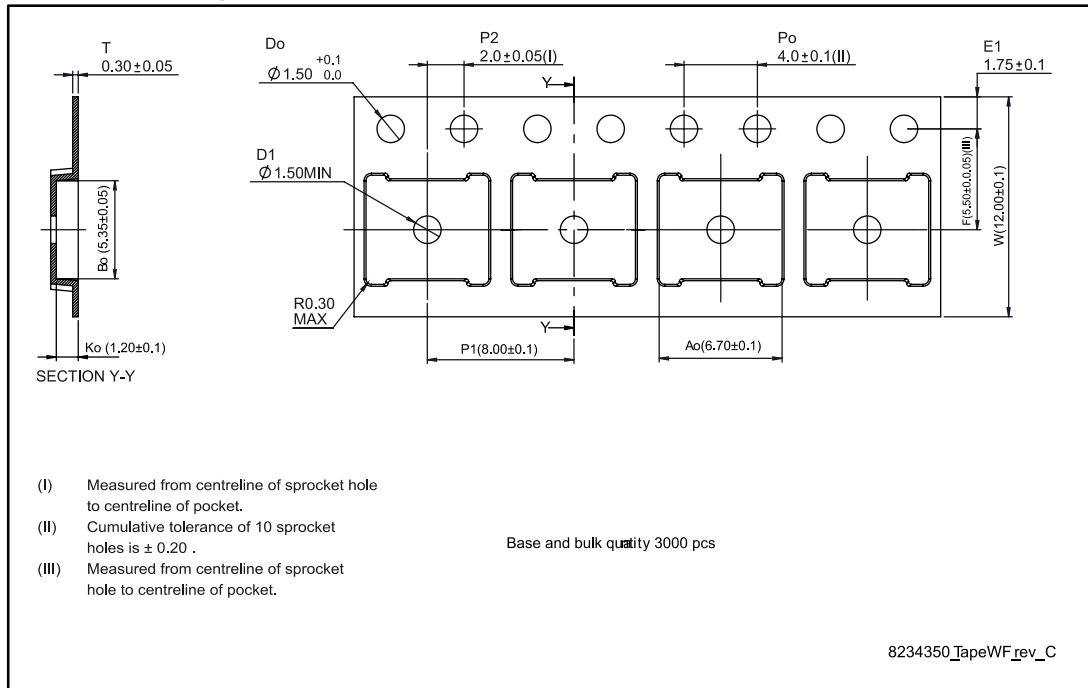 T
0.30±0.05
Do
Ø1.50 +0.1 0.0
P2
2.0±0.05(I)
Po
4.0±0.1(II)
E1
1.75±0.1
Y
D1
Ø1.50MIN
Bo (5.35±0.05)
F(5.50±0.0.05)(III)
W(12.00±0.1)
R0.30
MAX
Y
Ko (1.20±0.1)
P1(8.00±0.1)
Ao(6.70±0.1)
SECTION Y-Y
(I) Measured from centreline of sprocket hole
to centreline of pocket.
(II) Cumulative tolerance of 10 sprocket
holes is ± 0.20 .
(III) Measured from centreline of sprocket
hole to centreline of pocket.
Base and bulk quatity 3000 pcs
8234350_TapeWF_rev_C